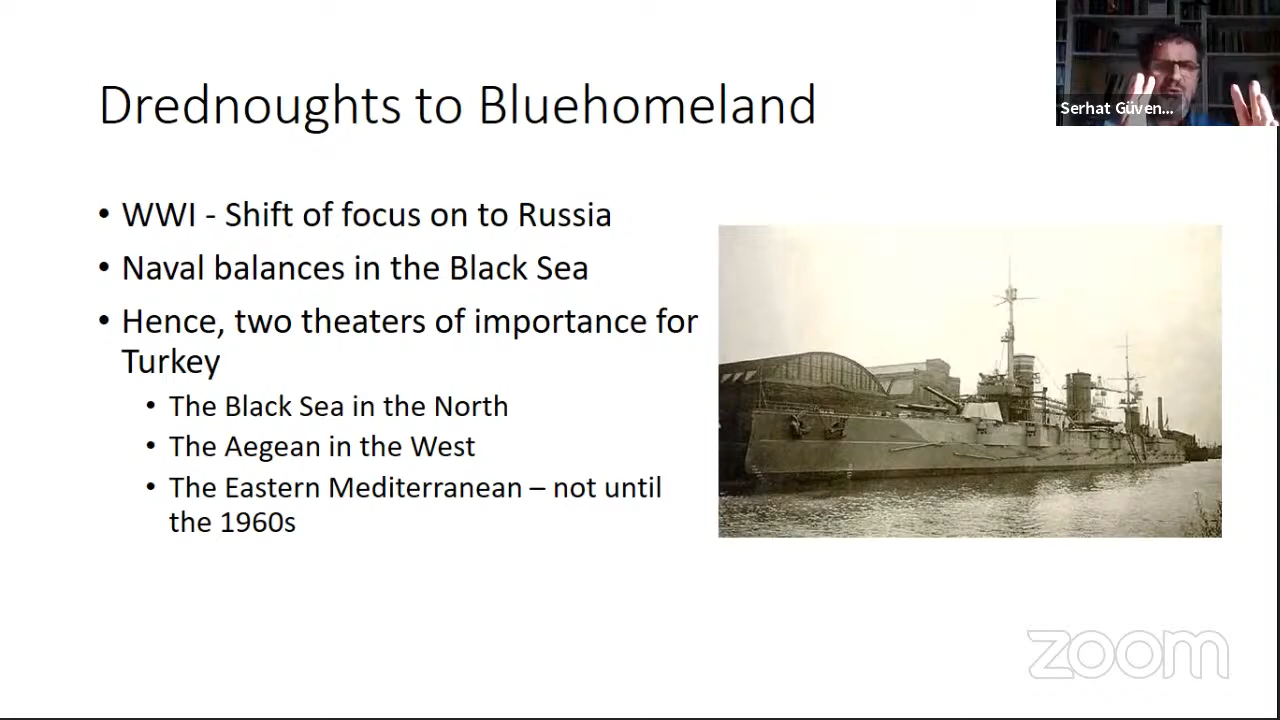 Drednoughts to Bluehomeland
Serhat Güven...
• WWI - Shift of focus on to Russia
• Naval balances in the Black Sea
• Hence, two theaters of importance for
Turkey
• The Black Sea in the North
• The Aegean in the West
• The Eastern Mediterranean – not until
the 1960s
zoom